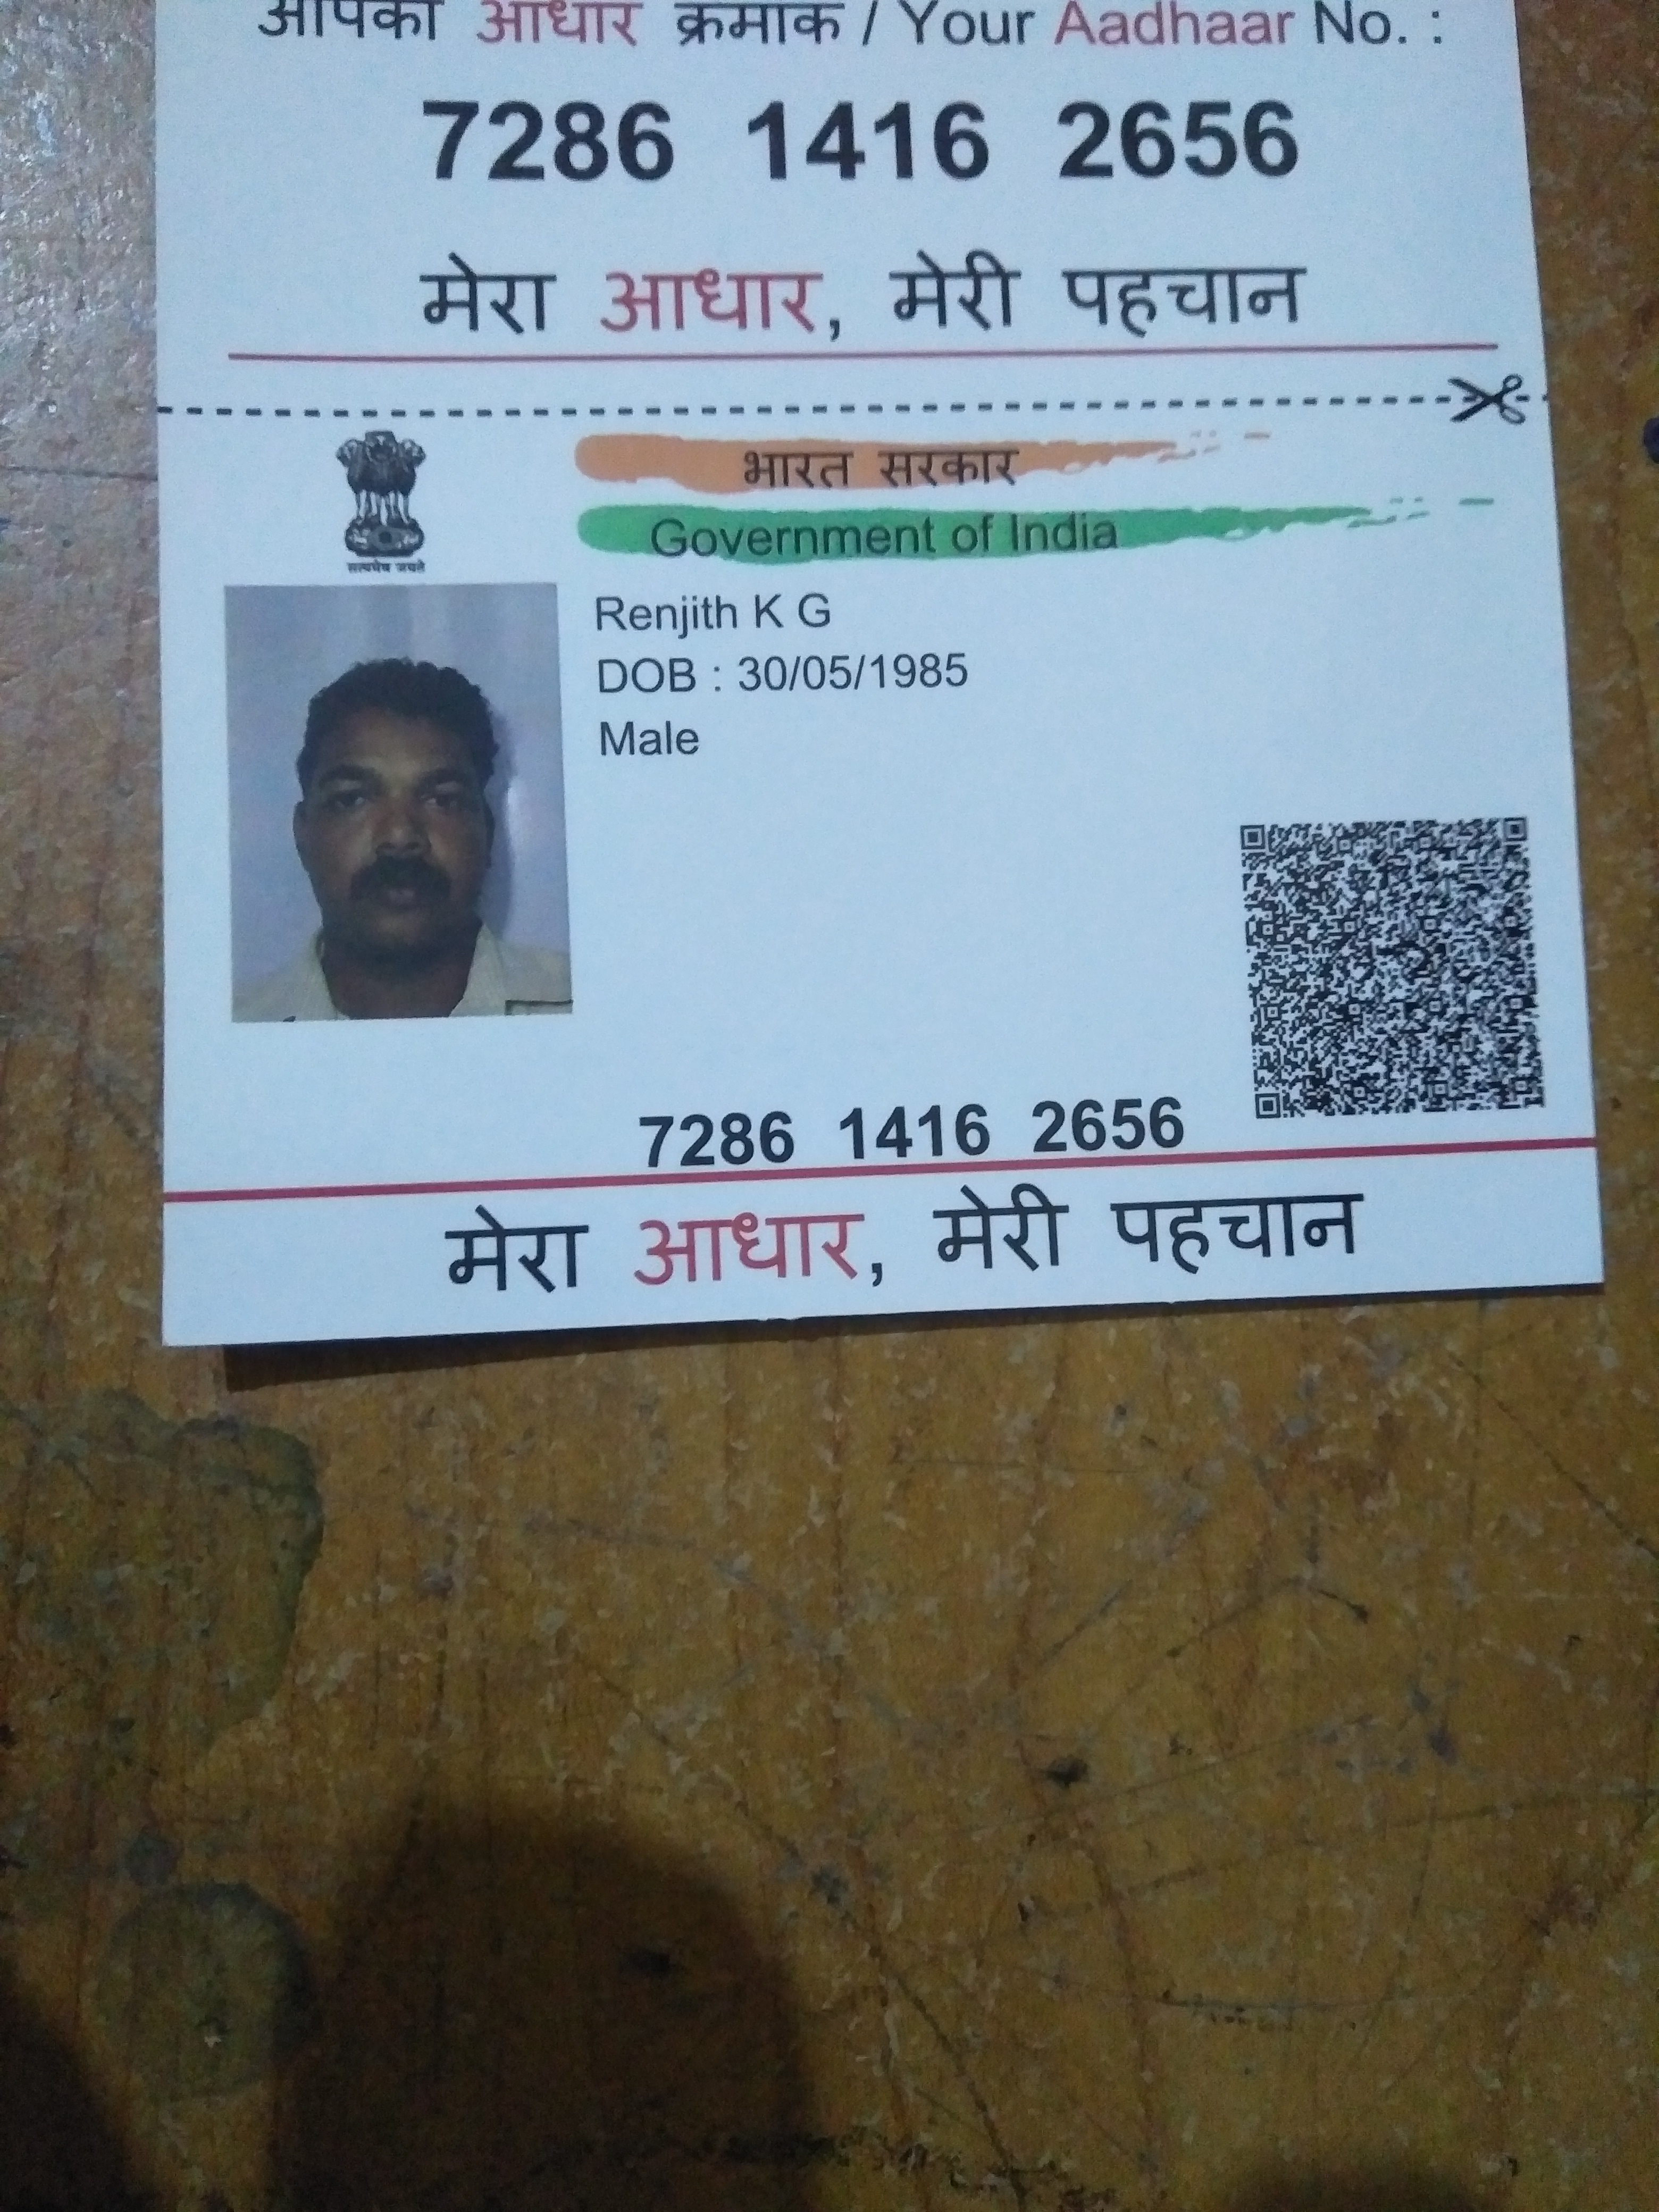 आपका आधार क्रमांक / Your Aadhaar No. :
7286 1416 2656
मेरा आधार, मेरी पहचान
भारत सरकार
Government of India
सत्यमेव जयते
Renjith K G
DOB : 30/05/1985
Male
7286 1416 2656
मेरा आधार, मेरी पहचान